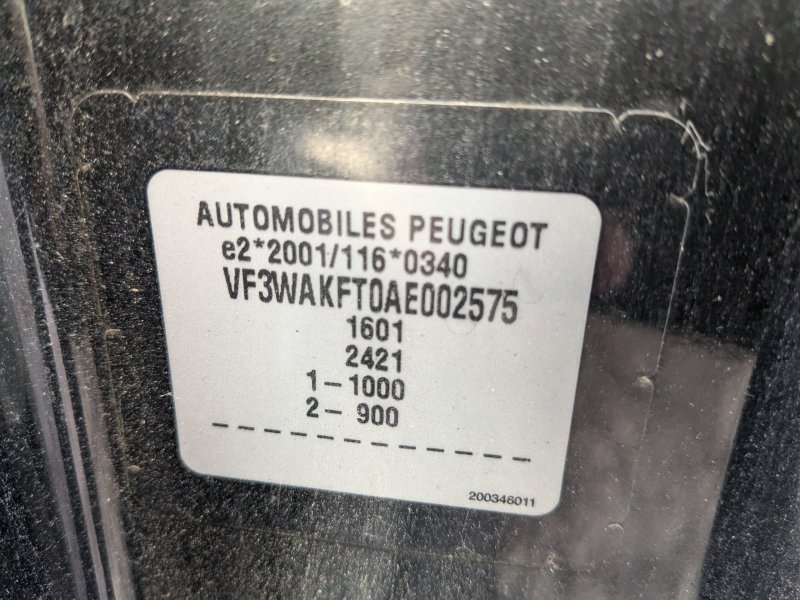 AUTOMOBILES PEUGEOT
e2*2001/116*0340
VF3WAKFT0AE002575
1601
2421
1-1000
2-900
------------
200346011